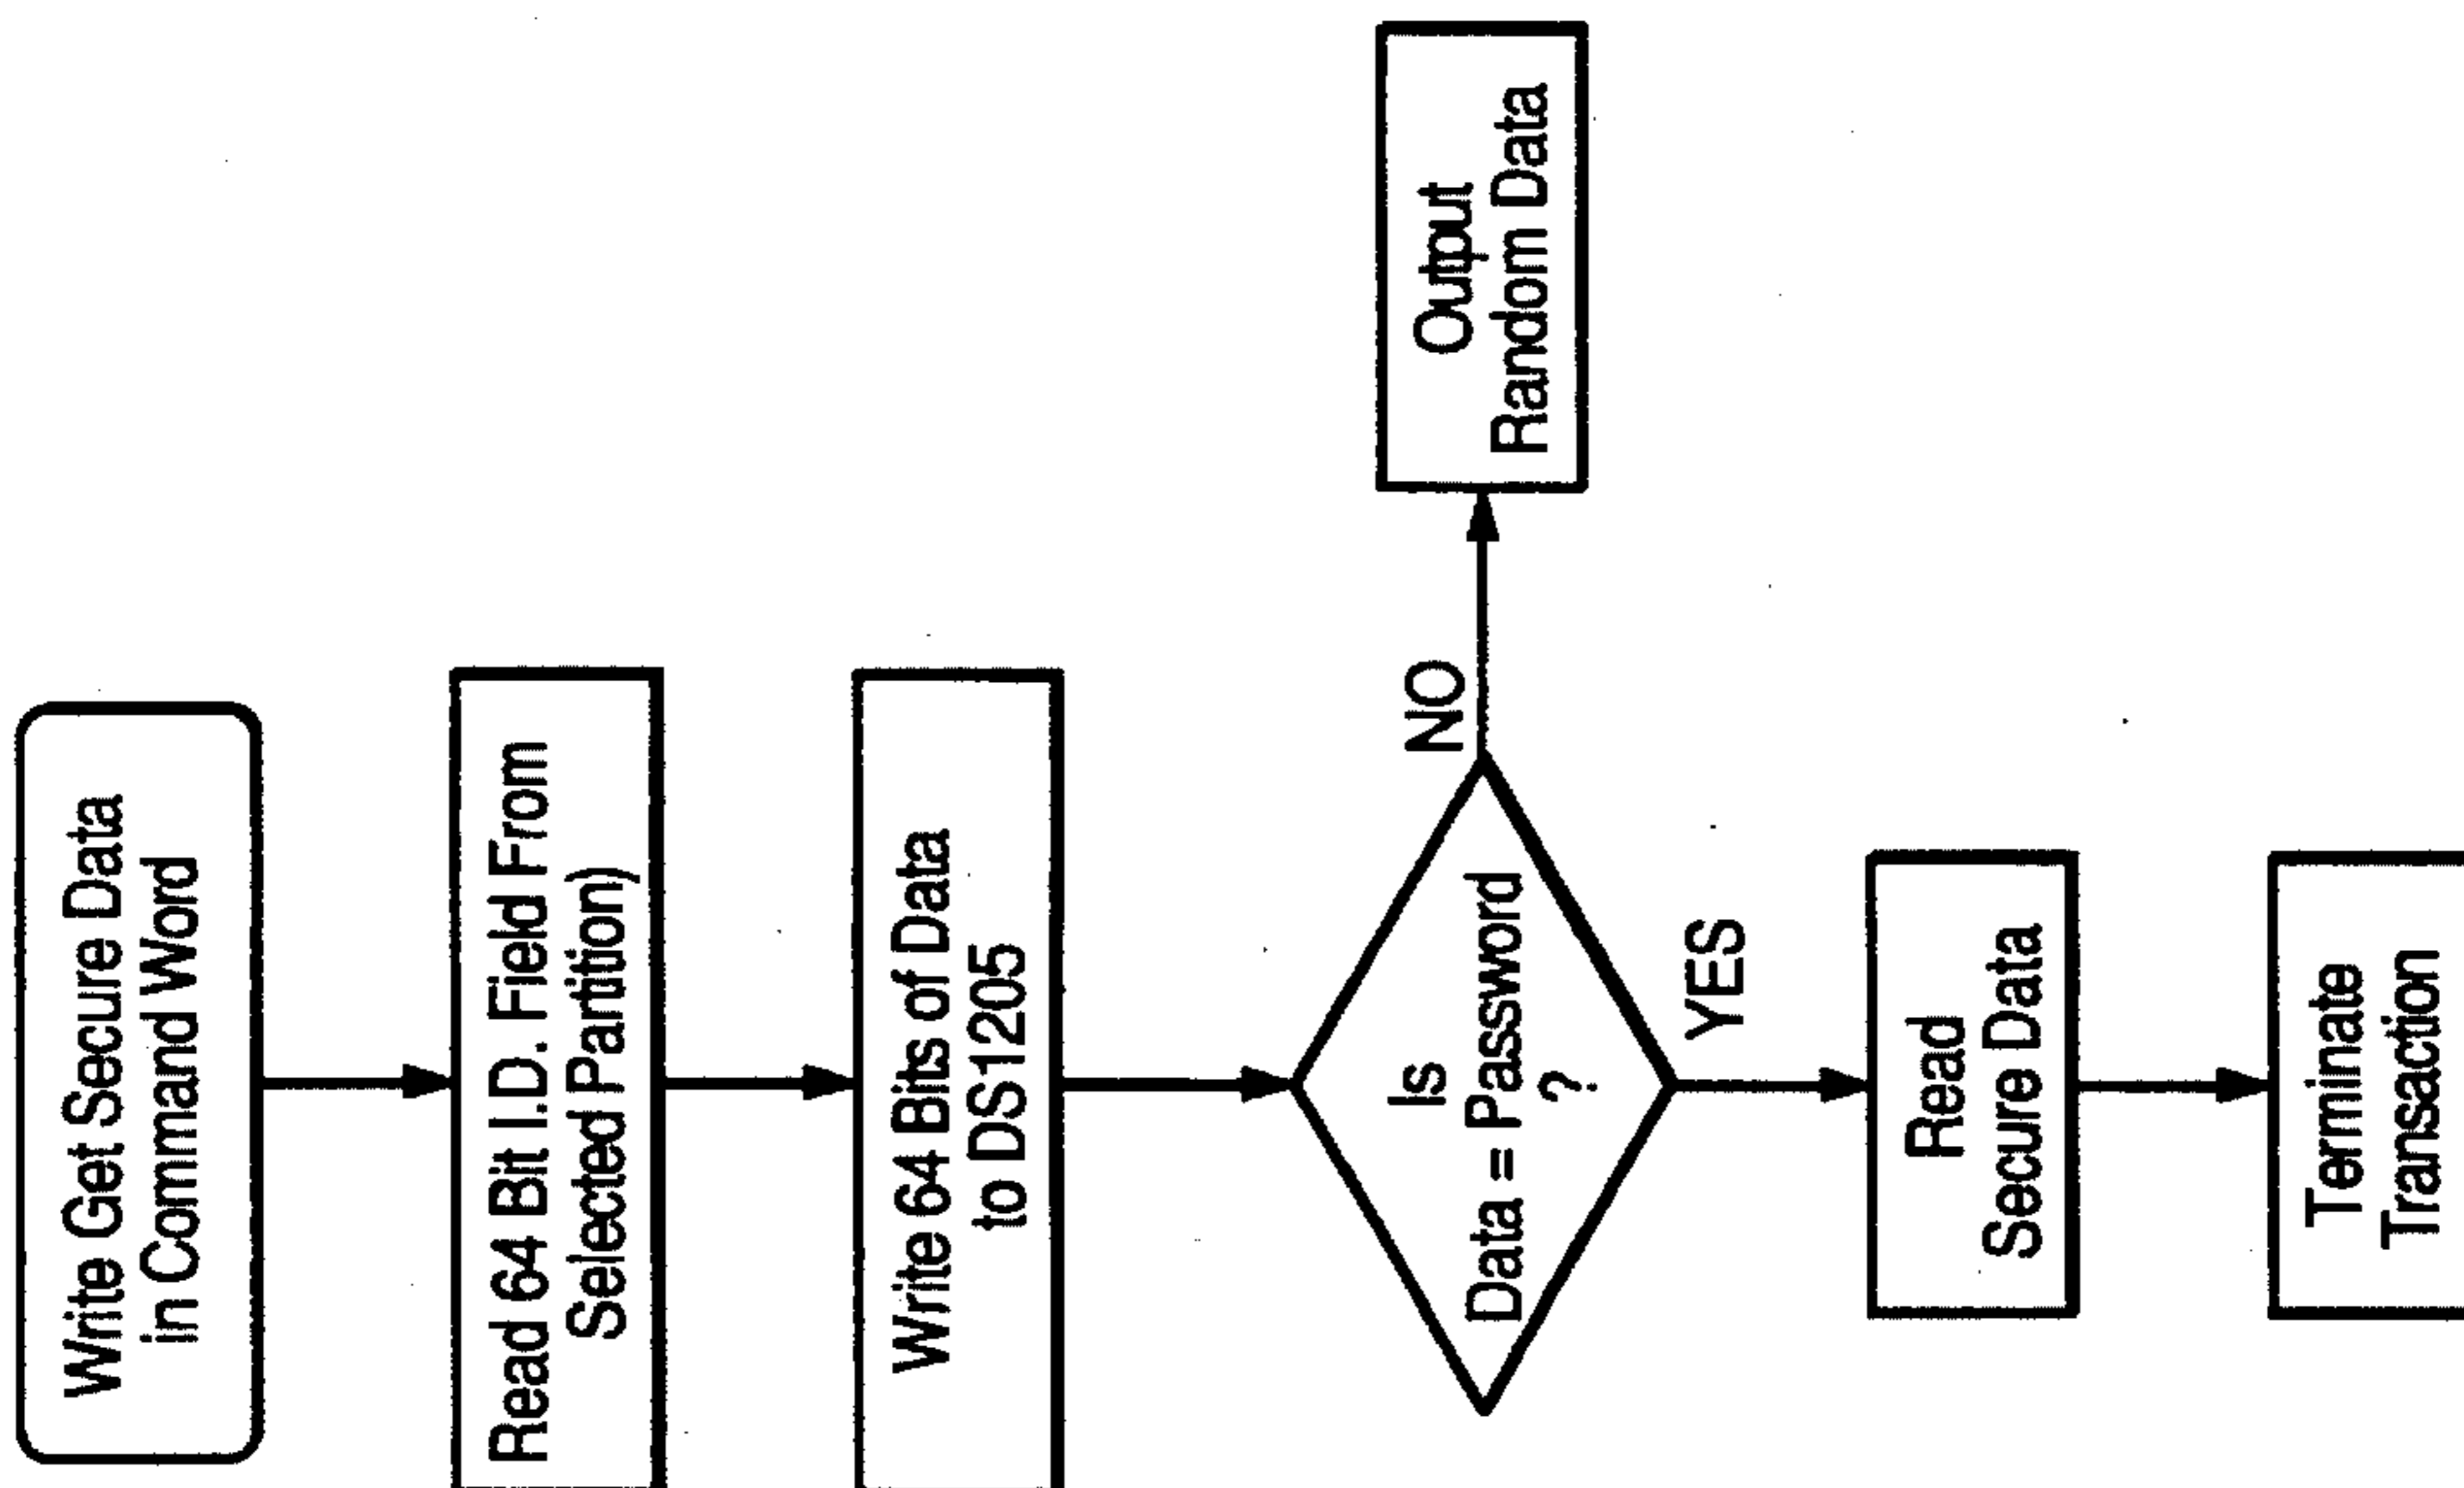 Write Get Secure Data
in Command Word
Read 64 Bit I.D. Field From
Selected Partition)
Write 64 Bits of Data
to DS1205
Is
Data = Password
?
NO
Output
Random Data
YES
Read
Secure Data
Terminate
Transaction